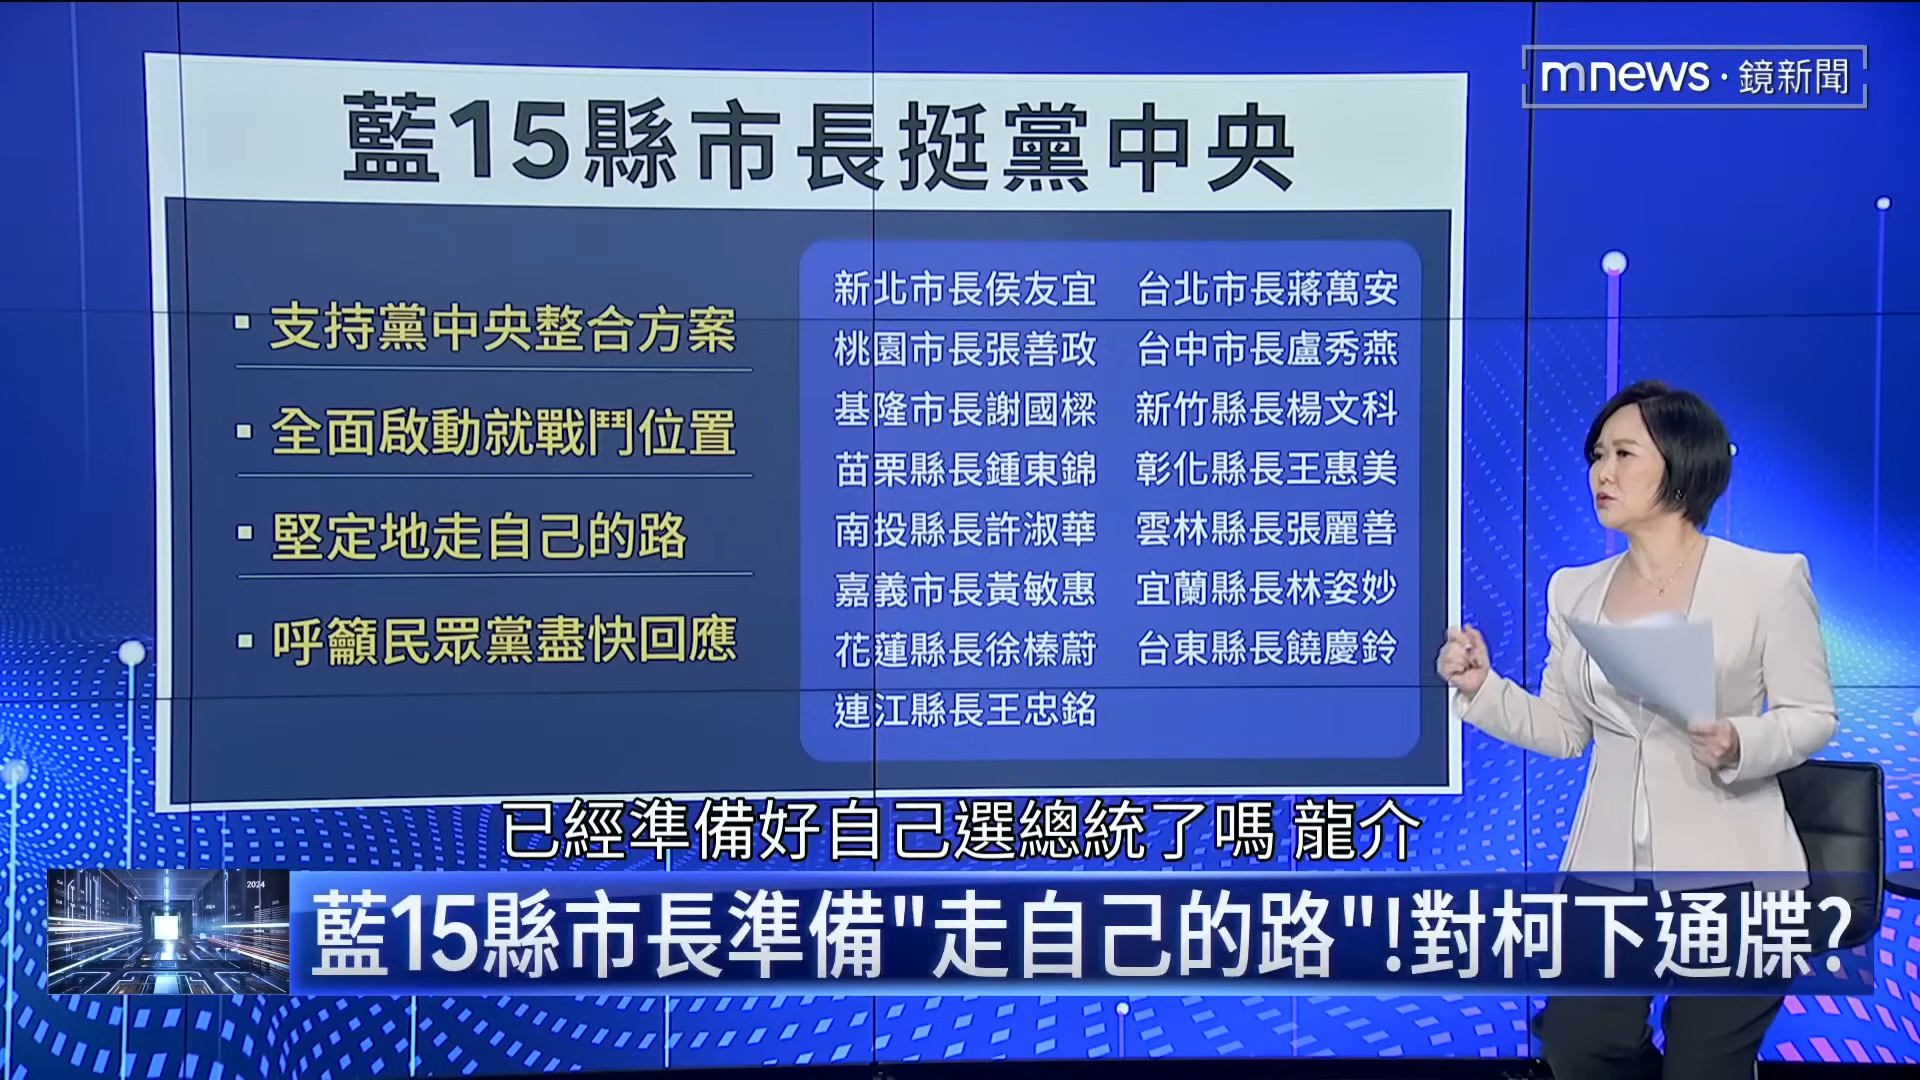 mnews·鏡新聞
藍15縣市長挺黨中央
▪ 支持黨中央整合方案
▪ 全面啟動就戰鬥位置
▪ 堅定地走自己的路
▪ 呼籲民眾黨盡快回應
新北市長侯友宜 台北市長蔣萬安
桃園市長張善政 台中市長盧秀燕
基隆市長謝國樑 新竹縣長楊文科
苗栗縣長鍾東錦 彰化縣長王惠美
南投縣長許淑華 雲林縣長張麗善
嘉義市長黃敏惠 宜蘭縣長林姿妙
花蓮縣長徐榛蔚 台東縣長饒慶鈴
連江縣長王忠銘
已經準備好自己選總統了嗎 龍介
2024
藍15縣市長準備"走自己的路"!對柯下通牒?